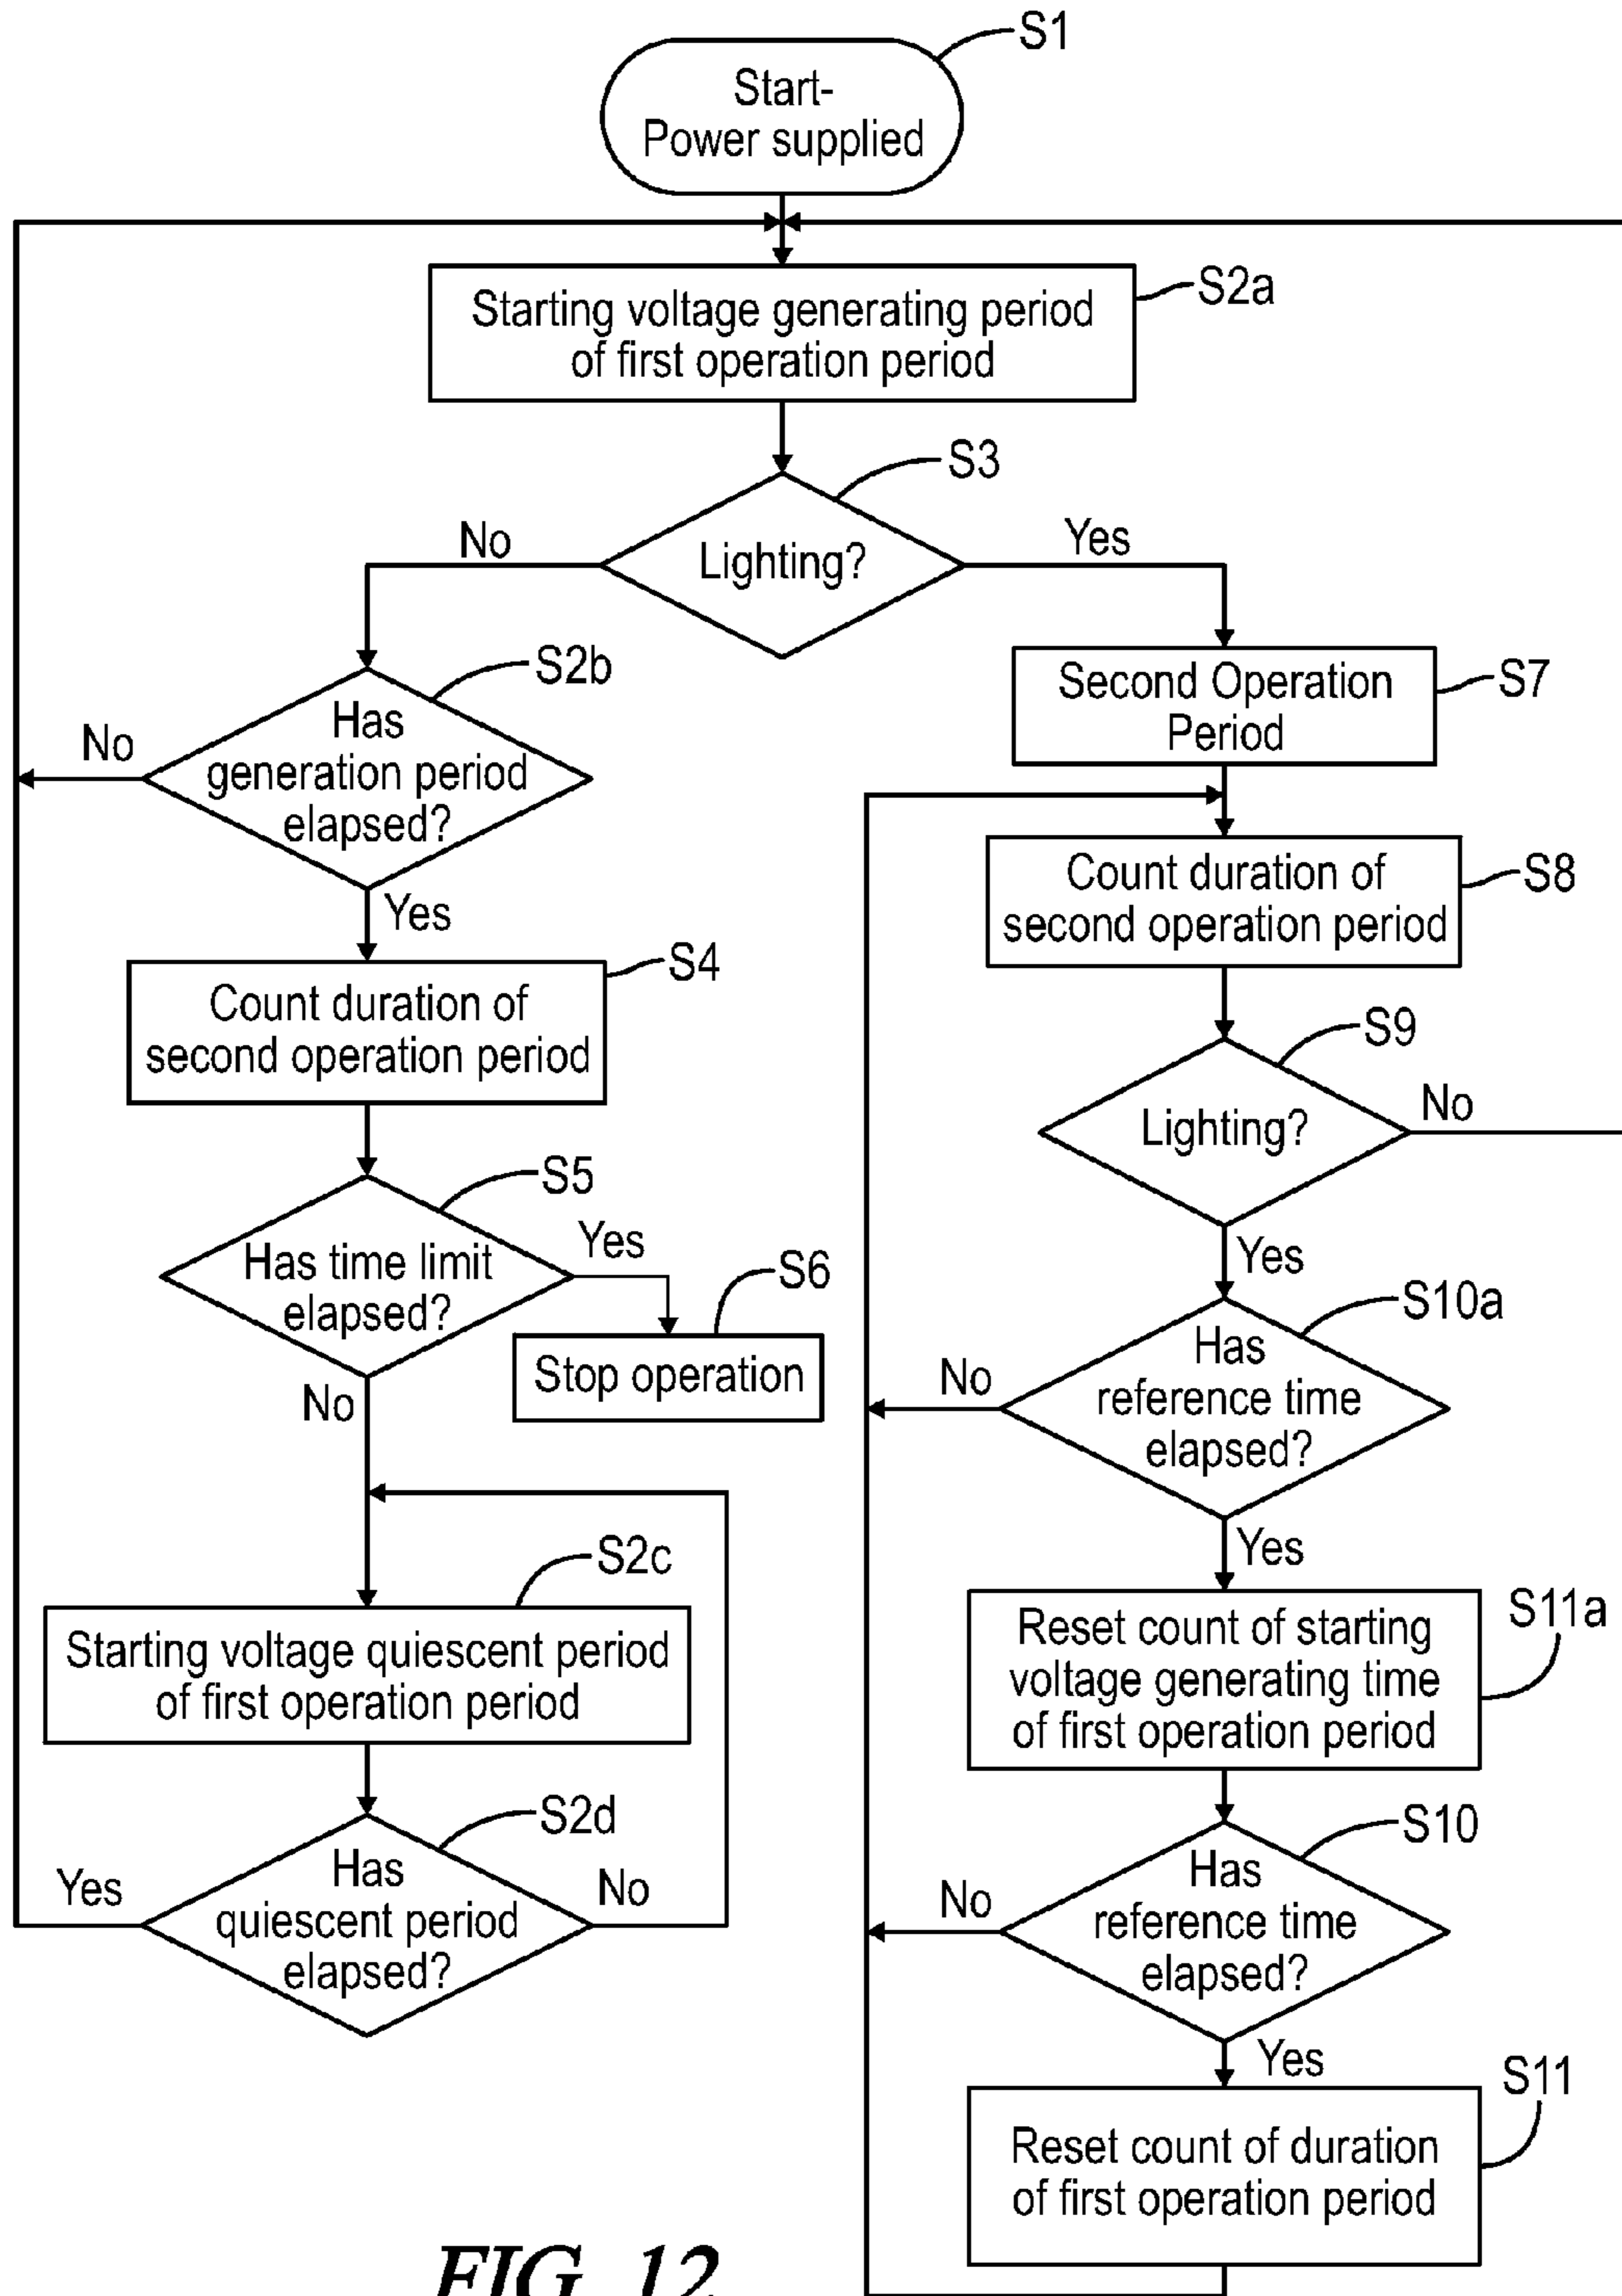 S1
Start-
Power supplied
S2a
Starting voltage generating period
of first operation period
S3
No
Lighting?
Yes
S2b
Has
generation period
elapsed?
No
Yes
Second Operation
Period
S7
Count duration of
second operation period
S8
S4
Count duration of
second operation period
S9
Lighting?
No
Yes
S5
Has time limit
elapsed?
Yes
S6
Stop operation
No
S10a
Has
reference time
elapsed?
No
Yes
S2c
Starting voltage quiescent period
of first operation period
S11a
Reset count of starting
voltage generating time
of first operation period
S2d
Has
quiescent period
elapsed?
Yes
No
S10
Has
reference time
elapsed?
No
Yes
S11
Reset count of duration
of first operation period
FIG. 12